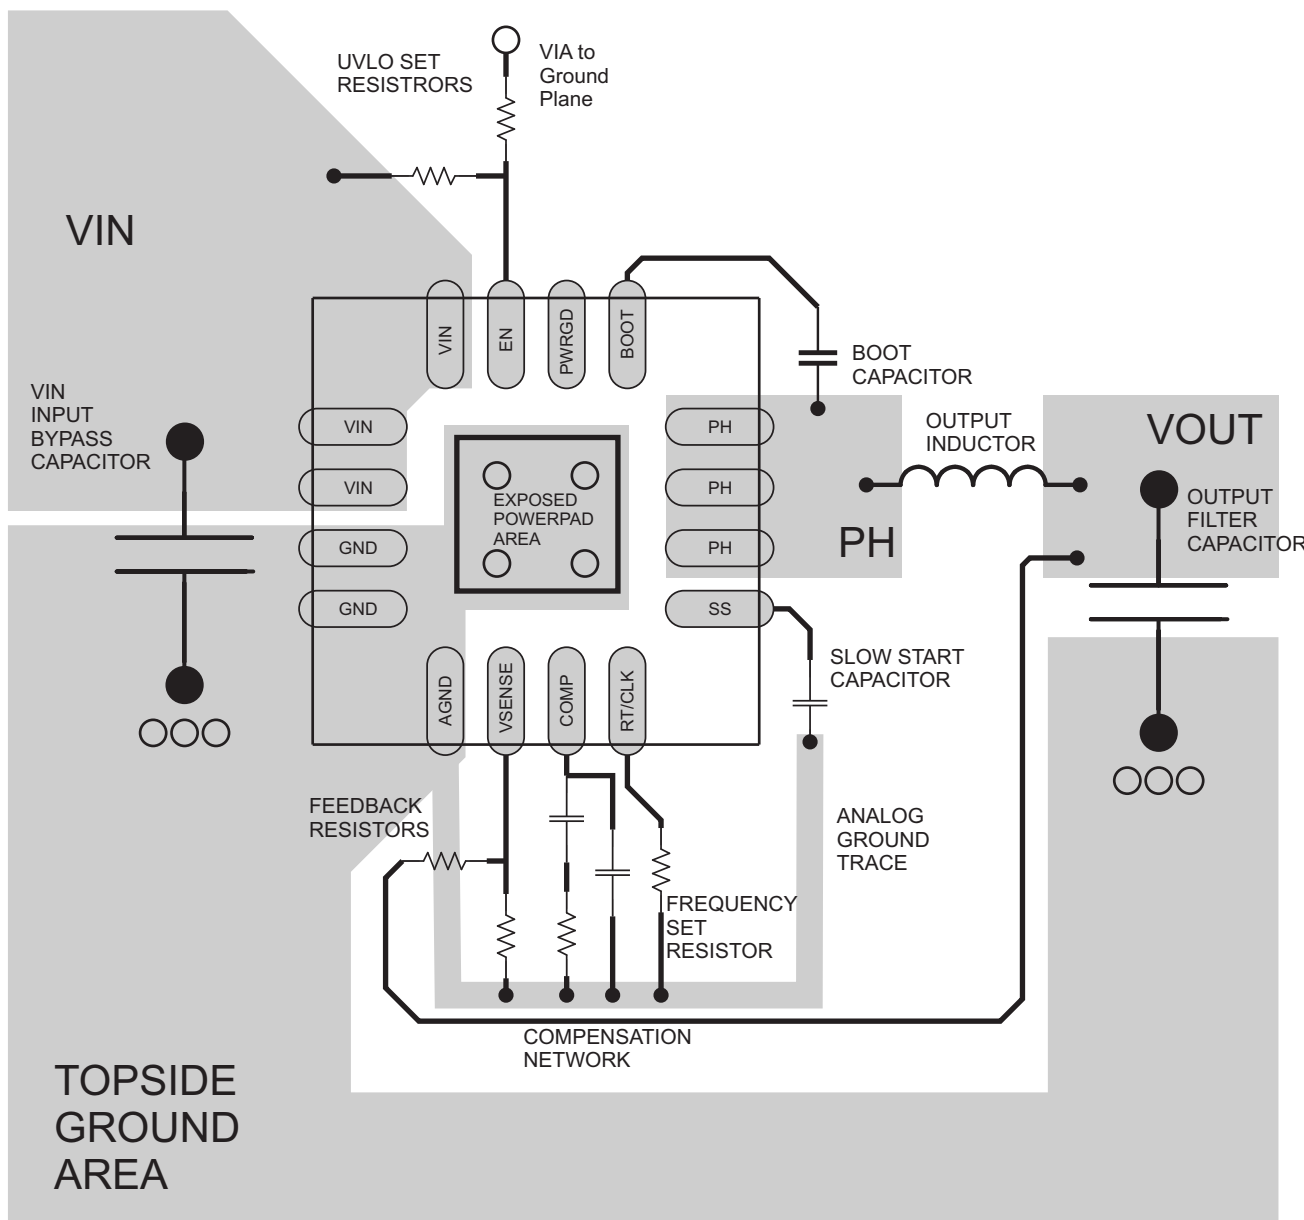 UVLO SET
RESISTRORS
VIA to
Ground
Plane
VIN
VIN
EN
PWRGD
BOOT
BOOT
CAPACITOR
VIN
INPUT
BYPASS
CAPACITOR
VIN
VIN
GND
GND
EXPOSED
POWERPAD
AREA
PH
PH
PH
SS
PH
OUTPUT
INDUCTOR
VOUT
OUTPUT
FILTER
CAPACITOR
SLOW START
CAPACITOR
AGND
VSENSE
COMP
RT/CLK
FEEDBACK
RESISTORS
ANALOG
GROUND
TRACE
FREQUENCY
SET
RESISTOR
COMPENSATION
NETWORK
TOPSIDE
GROUND
AREA